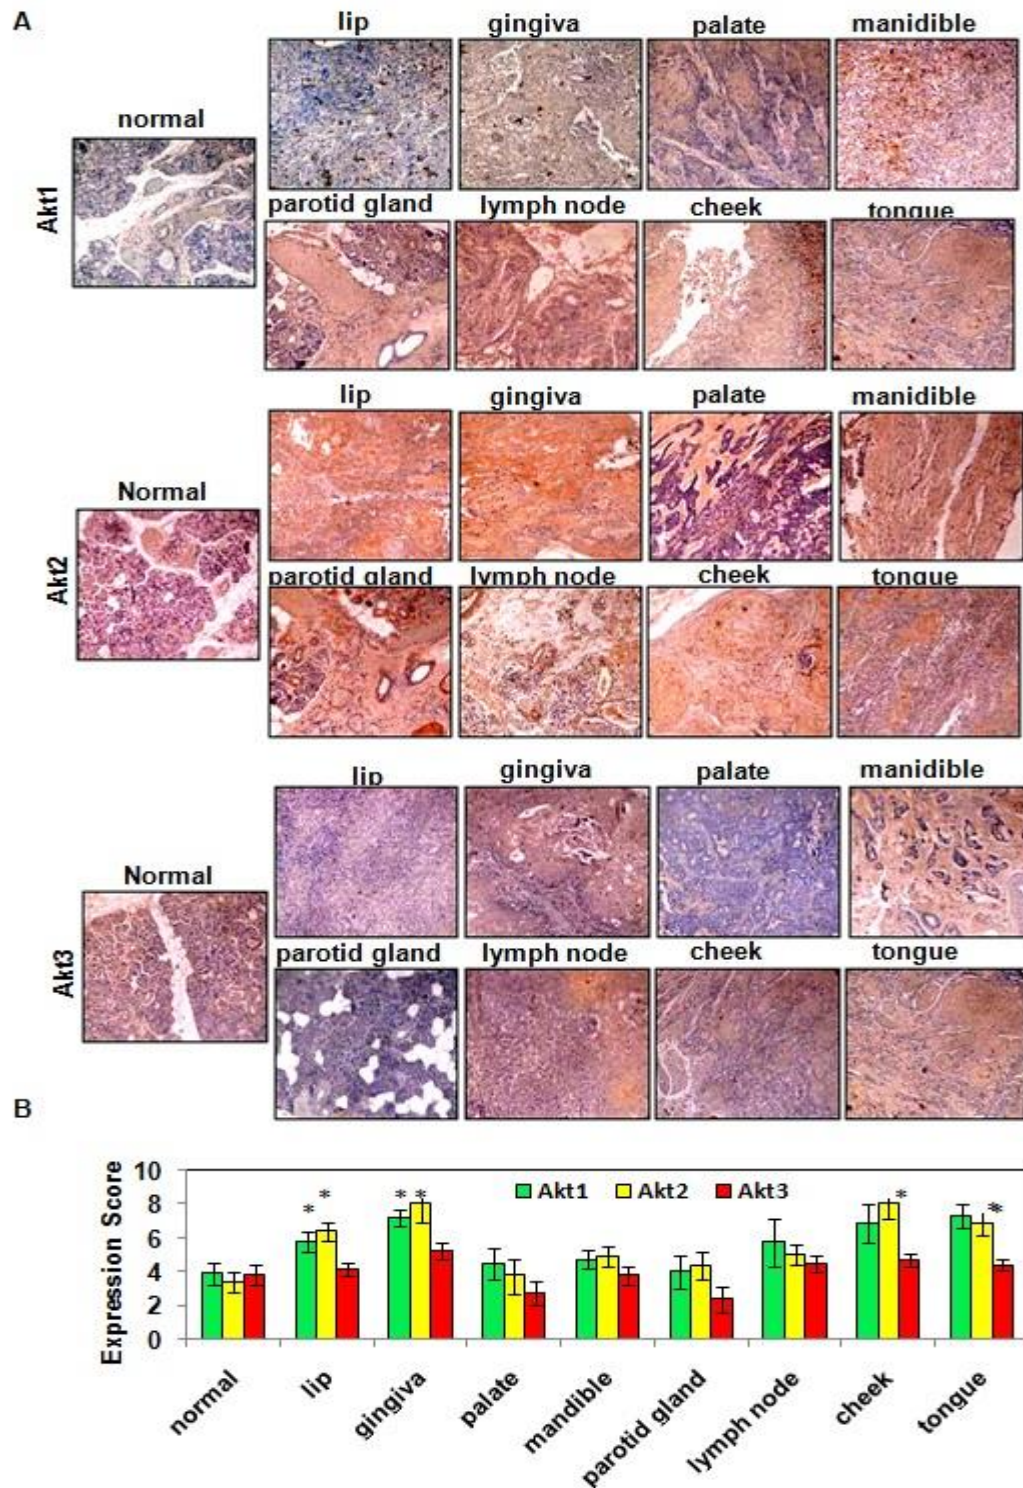 A
lip gingiva palate manidible
normal
Akt1
parotid gland lymph node cheek tongue
lip gingiva palate manidible
Normal
Akt2
parotid gland lymph node cheek tongue
lip gingiva palate manidible
Normal
Akt3
parotid gland lymph node cheek tongue
B
Expression Score
10
8
6
4
2
0
Akt1 Akt2 Akt3
* * * * * * *
normal lip gingiva palate mandible parotid gland lymph node cheek tongue